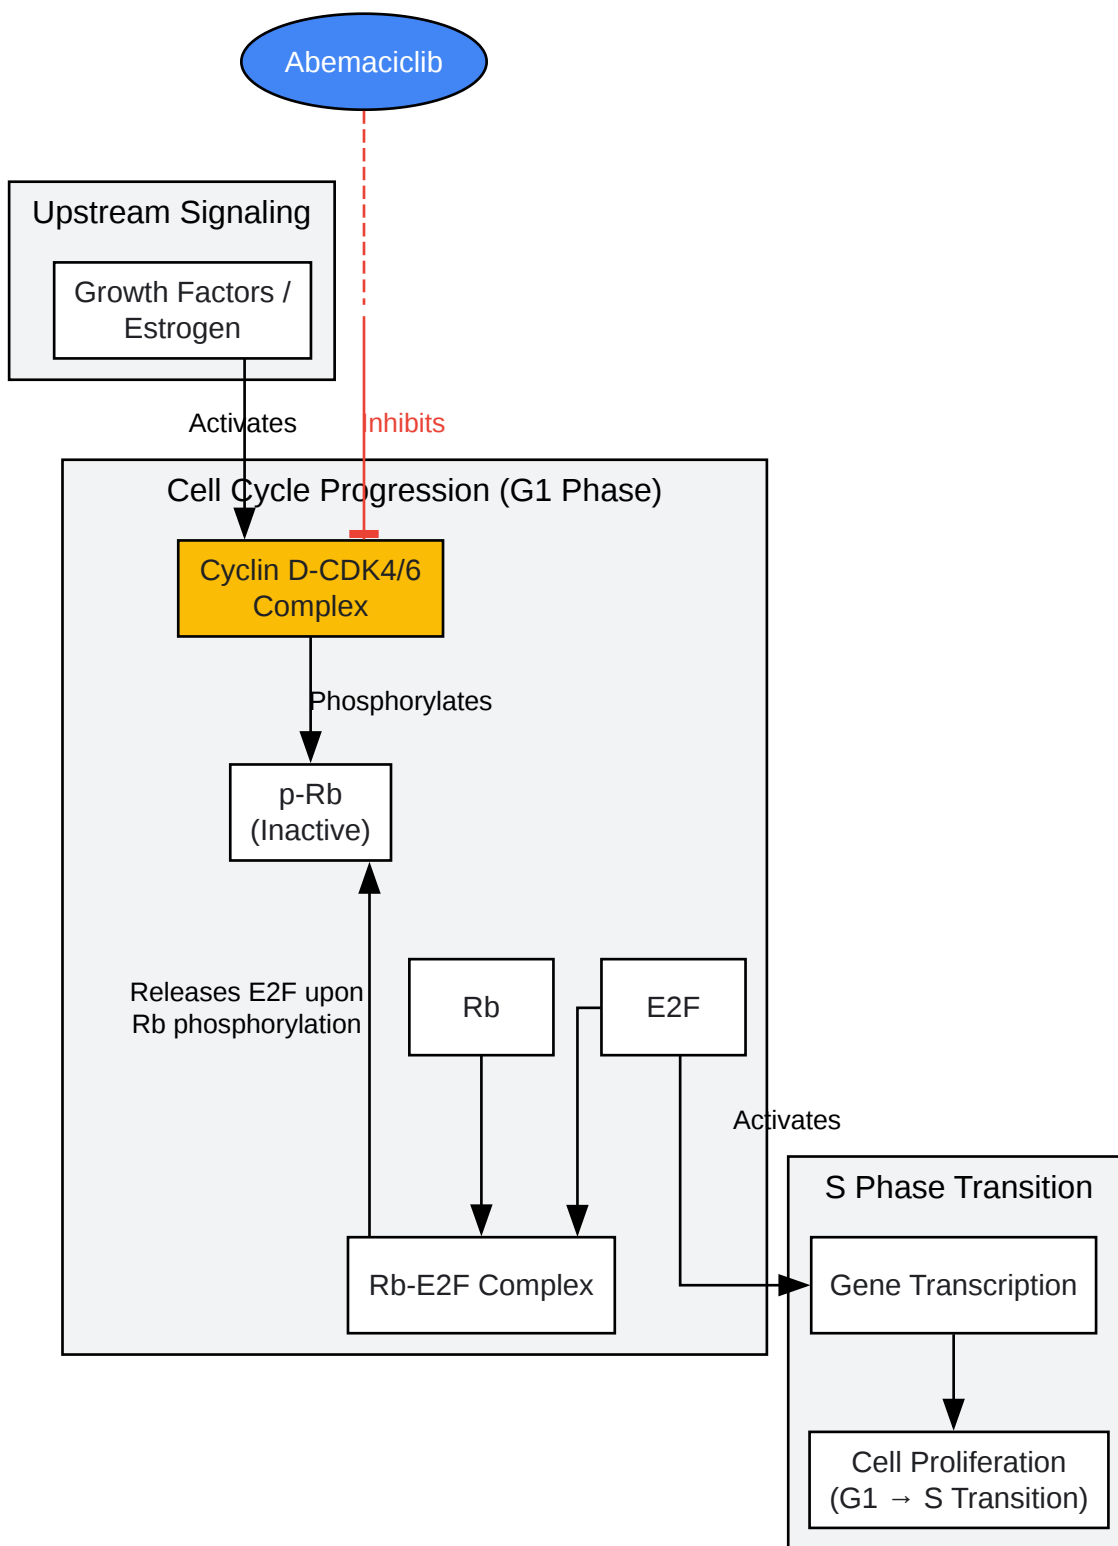 Abemaciclib
Upstream Signaling
Growth Factors /
Estrogen
Activates
Inhibits
Cell Cycle Progression (G1 Phase)
Cyclin D-CDK4/6
Complex
Phosphorylates
p-Rb
(Inactive)
Releases E2F upon
Rb phosphorylation
Rb
E2F
Activates
S Phase Transition
Rb-E2F Complex
Gene Transcription
Cell Proliferation
(G1 → S Transition)